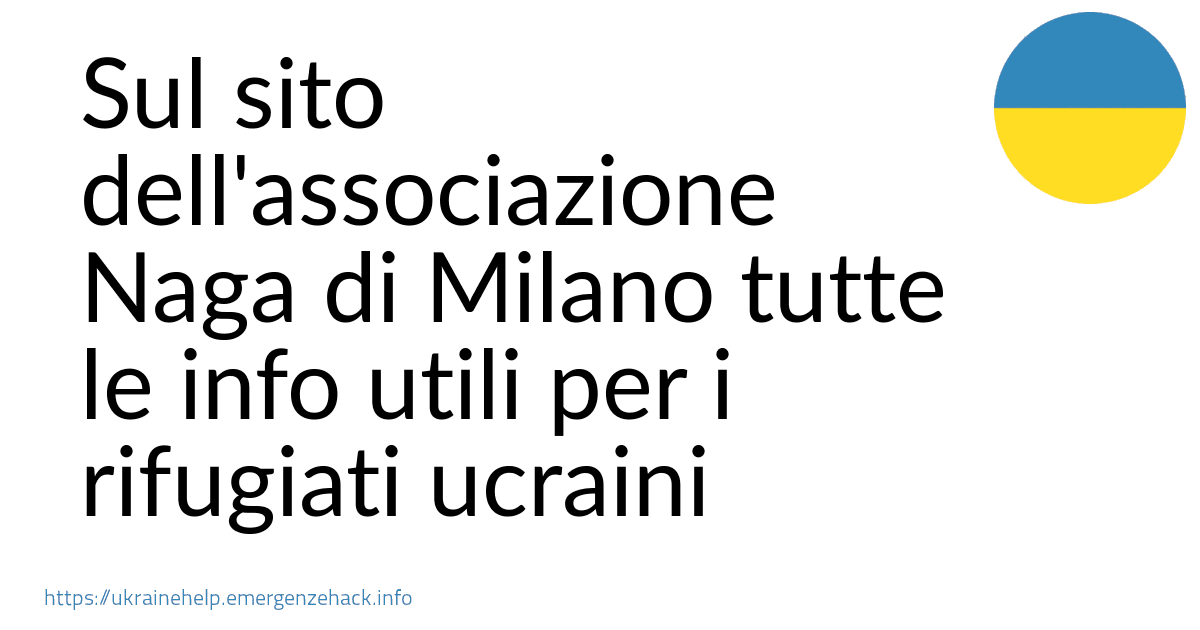 Sul sito
dell'associazione
Naga di Milano tutte
le info utili per i
rifugiati ucraini
https://ukrainehelp.emergenzehack.info